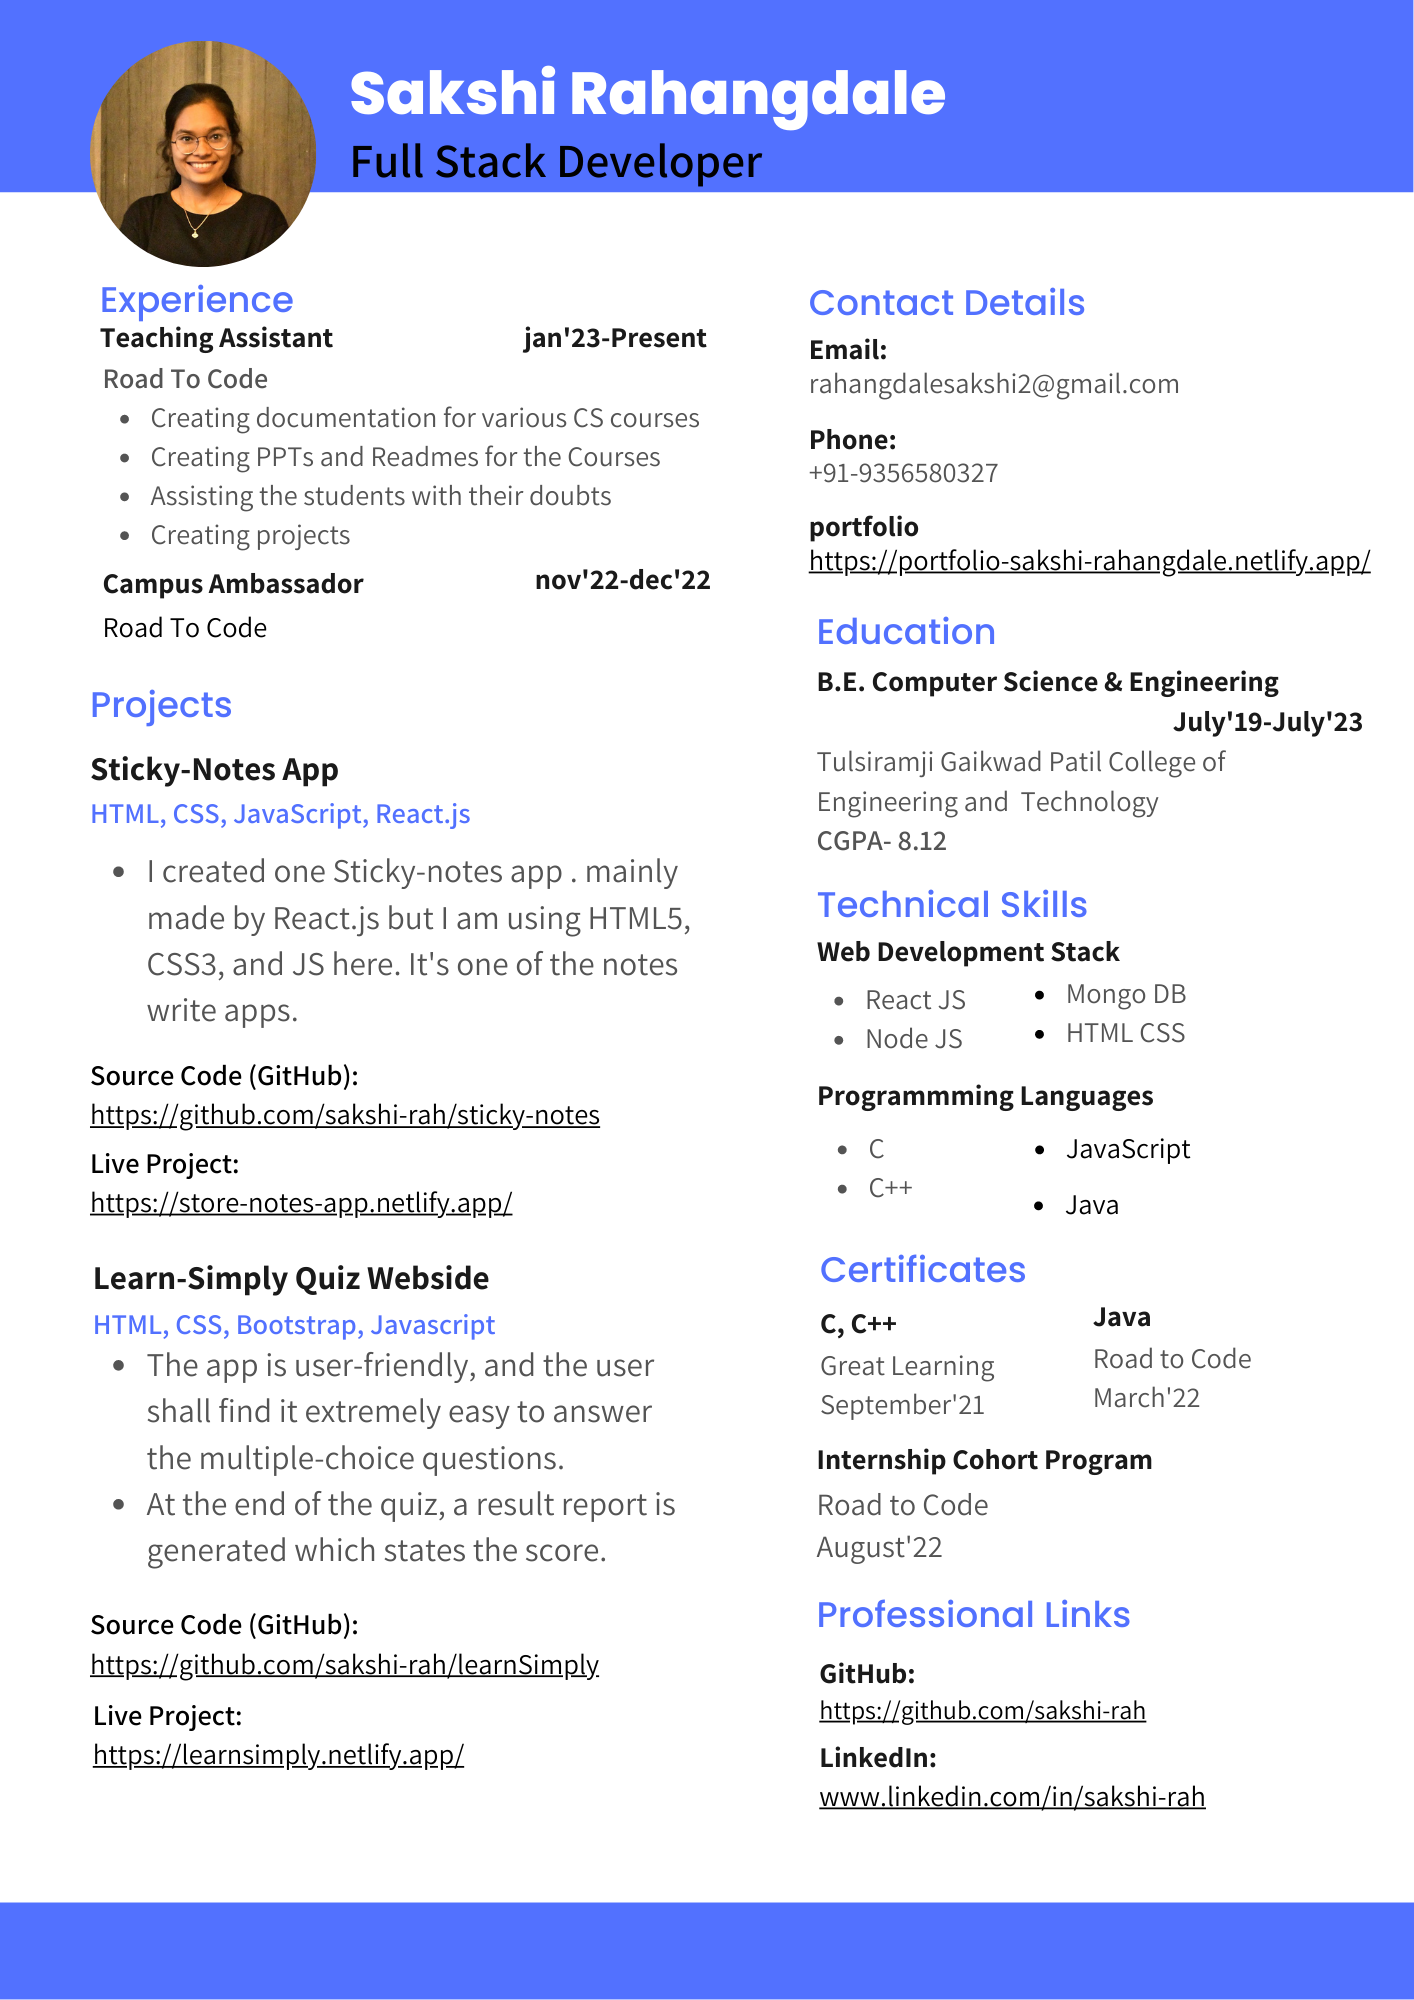 Sakshi Rahangdale
Full Stack Developer
Experience
Teaching Assistant jan'23-Present
Road To Code
• Creating documentation for various CS courses
• Creating PPTs and Readmes for the Courses
• Assisting the students with their doubts
• Creating projects
Campus Ambassador nov'22-dec'22
Road To Code
Projects
Sticky-Notes App
HTML, CSS, JavaScript, React.js
• I created one Sticky-notes app . mainly
made by React.js but I am using HTML5,
CSS3, and JS here. It's one of the notes
write apps.
Source Code (GitHub):
https://github.com/sakshi-rah/sticky-notes
Live Project:
https://store-notes-app.netlify.app/
Learn-Simply Quiz Webside
HTML, CSS, Bootstrap, Javascript
• The app is user-friendly, and the user
shall find it extremely easy to answer
the multiple-choice questions.
• At the end of the quiz, a result report is
generated which states the score.
Source Code (GitHub):
https://github.com/sakshi-rah/learnSimply
Live Project:
https://learnsimply.netlify.app/
Contact Details
Email:
rahangdalesakshi2@gmail.com
Phone:
+91-9356580327
portfolio
https://portfolio-sakshi-rahangdale.netlify.app/
Education
B.E. Computer Science & Engineering
July'19-July'23
Tulsiramji Gaikwad Patil College of
Engineering and Technology
CGPA- 8.12
Technical Skills
Web Development Stack
• React JS
• Node JS
• Mongo DB
• HTML CSS
Programmming Languages
• C
• C++
• JavaScript
• Java
Certificates
C, C++
Great Learning
September'21
Java
Road to Code
March'22
Internship Cohort Program
Road to Code
August'22
Professional Links
GitHub:
https://github.com/sakshi-rah
LinkedIn:
www.linkedin.com/in/sakshi-rah